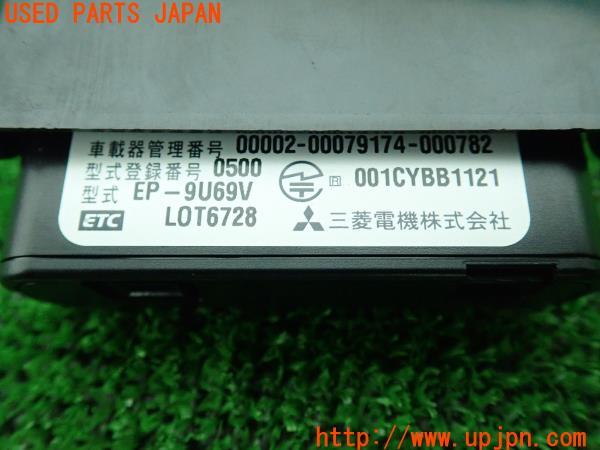 USED PARTS JAPAN
車載器管理番号 00002-00079174-000782
型式登録番号 0500
型式 EP-9U69V
R 001CYBB1121
ETC LOT6728
三菱電機株式会社
http://www.upjpn.com/